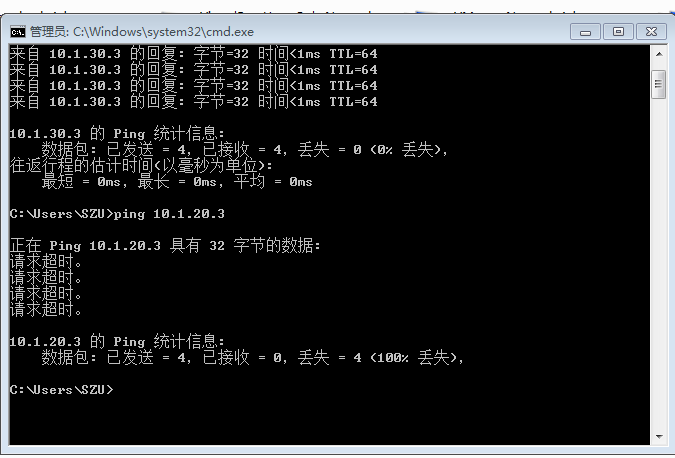 管理员: C:\Windows\system32\cmd.exe
来自 10.1.30.3 的回复: 字节=32 时间<1ms TTL=64
来自 10.1.30.3 的回复: 字节=32 时间<1ms TTL=64
来自 10.1.30.3 的回复: 字节=32 时间<1ms TTL=64
来自 10.1.30.3 的回复: 字节=32 时间<1ms TTL=64
10.1.30.3 的 Ping 统计信息:
数据包: 已发送 = 4, 已接收 = 4, 丢失 = 0 (0% 丢失),
往返行程的估计时间(以毫秒为单位):
最短 = 0ms, 最长 = 0ms, 平均 = 0ms
C:\Users\SZU>ping 10.1.20.3
正在 Ping 10.1.20.3 具有 32 字节的数据:
请求超时。
请求超时。
请求超时。
请求超时。
10.1.20.3 的 Ping 统计信息:
数据包: 已发送 = 4, 已接收 = 0, 丢失 = 4 (100% 丢失),
C:\Users\SZU>